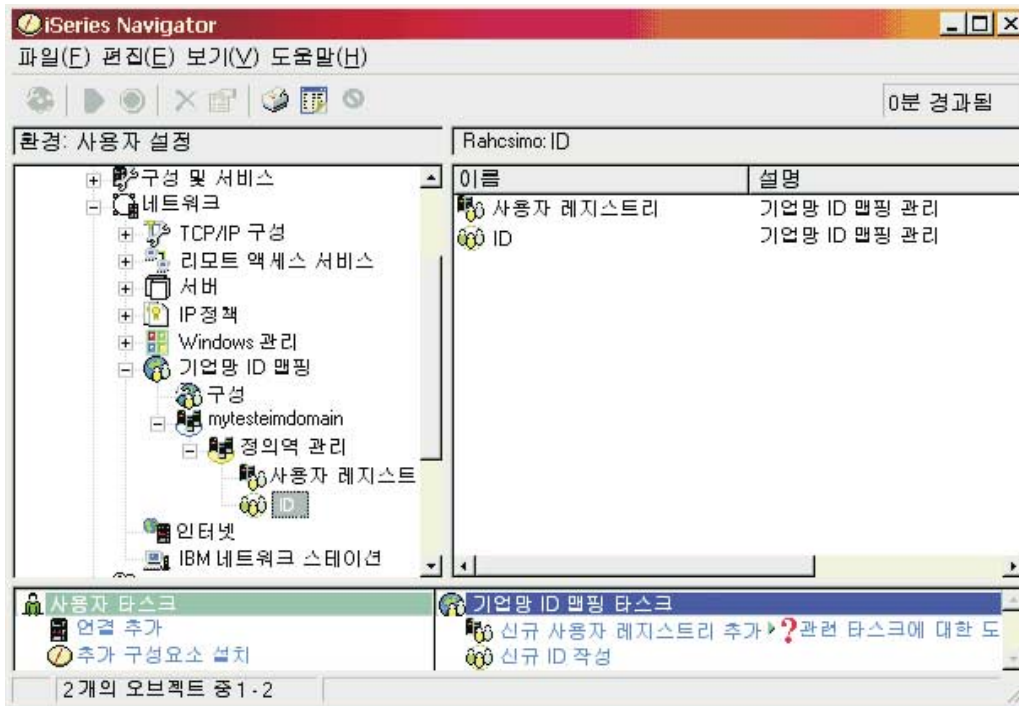 iSeries Navigator
파일(F) 편집(E) 보기(V) 도움말(H)
0분 경과됨
환경: 사용자 설정
Rahcsimo: ID
구성 및 서비스
네트워크
TCP/IP 구성
리모트 액세스 서비스
서버
IP정책
Windows 관리
기업망 ID 맵핑
구성
mytesteimdomain
정의역 관리
사용자 레지스트
ID
인터넷
IBM 네트워크 스테이션
이름 설명
사용자 레지스트리 기업망 ID 맵핑 관리
ID 기업망 ID 맵핑 관리
사용자 타스크
연결 추가
추가 구성요소 설치
기업망 ID 맵핑 타스크
신규 사용자 레지스트리 추가 ?관련 타스크에 대한 도
신규 ID 작성
2개의 오브젝트 중1-2